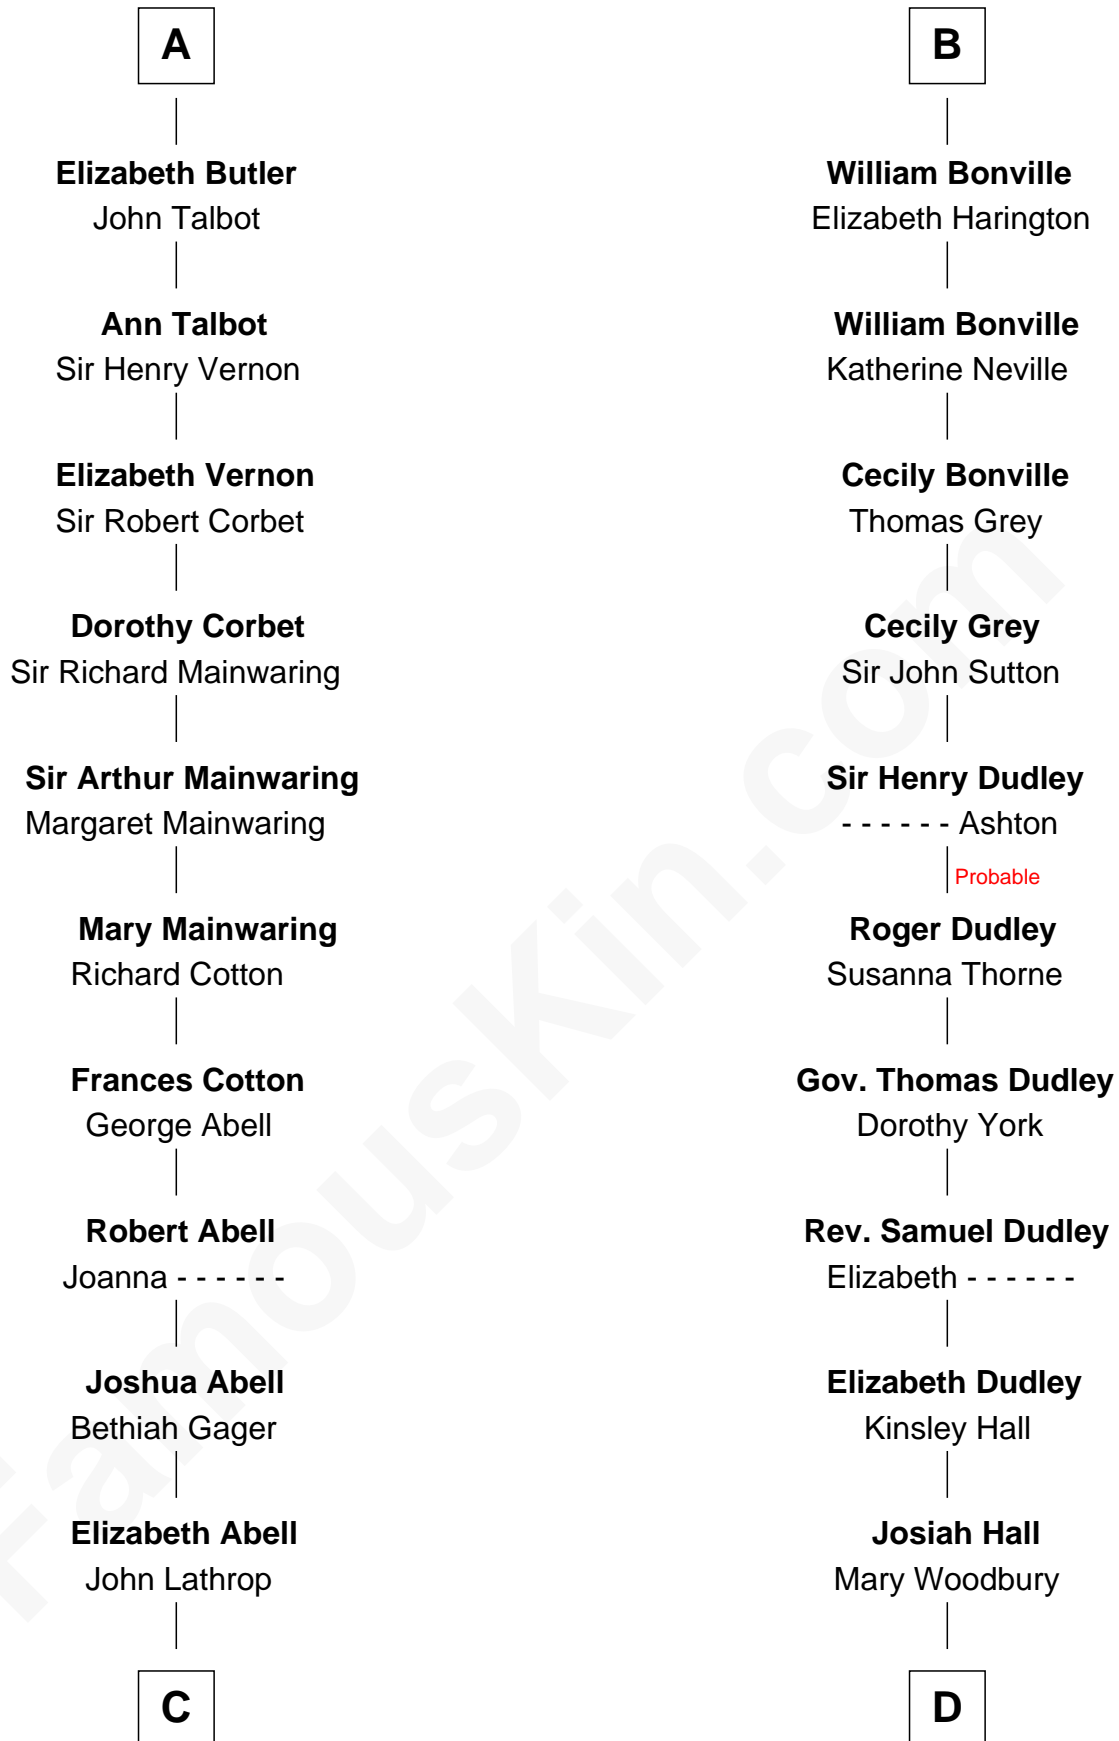 A
Elizabeth Butler
John Talbot
Ann Talbot
Sir Henry Vernon
Elizabeth Vernon
Sir Robert Corbet
Dorothy Corbet
Sir Richard Mainwaring
Sir Arthur Mainwaring
Margaret Mainwaring
Mary Mainwaring
Richard Cotton
Frances Cotton
George Abell
Robert Abell
Joanna - - - - - -
Joshua Abell
Bethiah Gager
Elizabeth Abell
John Lathrop
C
B
William Bonville
Elizabeth Harington
William Bonville
Katherine Neville
Cecily Bonville
Thomas Grey
Cecily Grey
Sir John Sutton
Sir Henry Dudley
- - - - - - Ashton
Probable
Roger Dudley
Susanna Thorne
Gov. Thomas Dudley
Dorothy York
Rev. Samuel Dudley
Elizabeth - - - - - -
Elizabeth Dudley
Kinsley Hall
Josiah Hall
Mary Woodbury
D
FamousKin.com